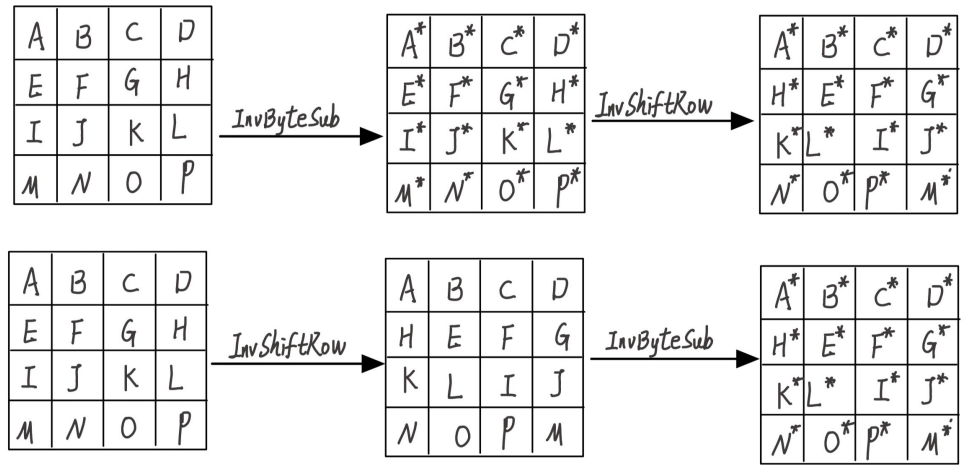 A B C D A* B* C* D* A* B* C* D*
E F G H E* F* G* H* H* E* F* G*
InvByteSub InvShiftRow
I J K L I* J* K* L* K* L* I* J*
M N O P M* N* O* P* N* O* P* M*
A B C D A B C D A* B* C* D*
E F G H H E F G H* E* F* G*
InvShiftRow InvByteSub
I J K L K L I J K* L* I* J*
M N O P N O P M N* O* P* M*